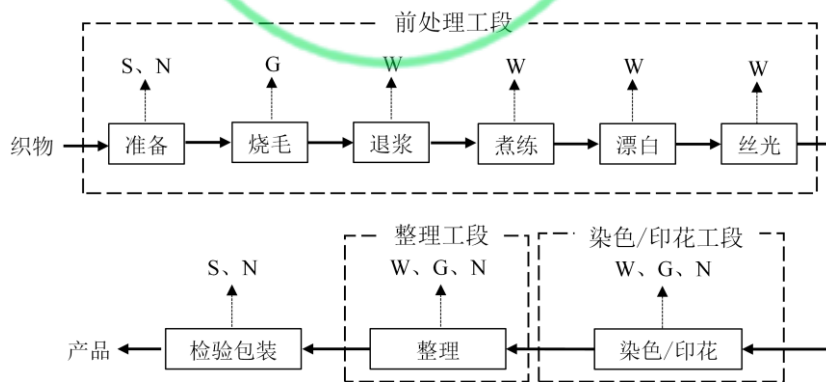 前处理工段
S、N G W W W W
织物 准备 烧毛 退浆 煮练 漂白 丝光
整理工段 染色/印花工段
S、N W、G、N W、G、N
产品 检验包装 整理 染色/印花